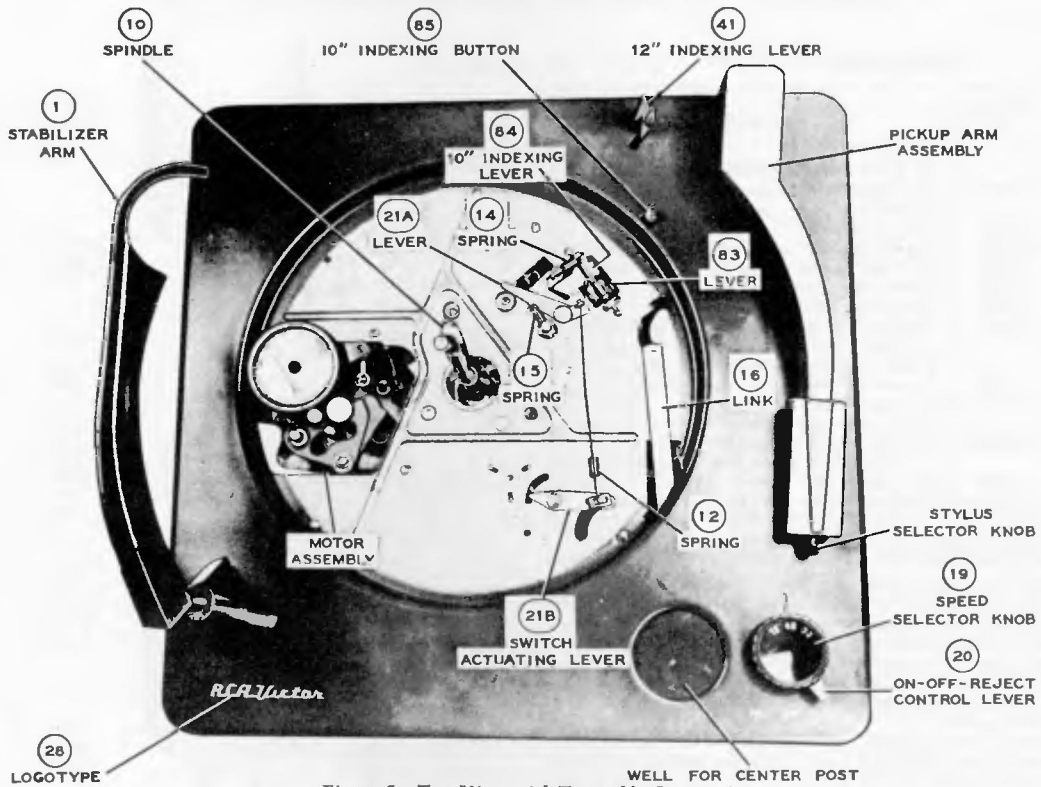 10
SPINDLE
85
10" INDEXING BUTTON
41
12" INDEXING LEVER
1
STABILIZER
ARM
84
10" INDEXING
LEVER
PICKUP ARM
ASSEMBLY
21A
LEVER
14
SPRING
83
LEVER
15
SPRING
16
LINK
MOTOR
ASSEMBLY
12
SPRING
STYLUS
SELECTOR KNOB
21B
SWITCH
ACTUATING LEVER
19
SPEED
SELECTOR KNOB
20
ON-OFF-REJECT
CONTROL LEVER
RCA Victor
28
LOGOTYPE
WELL FOR CENTER POST